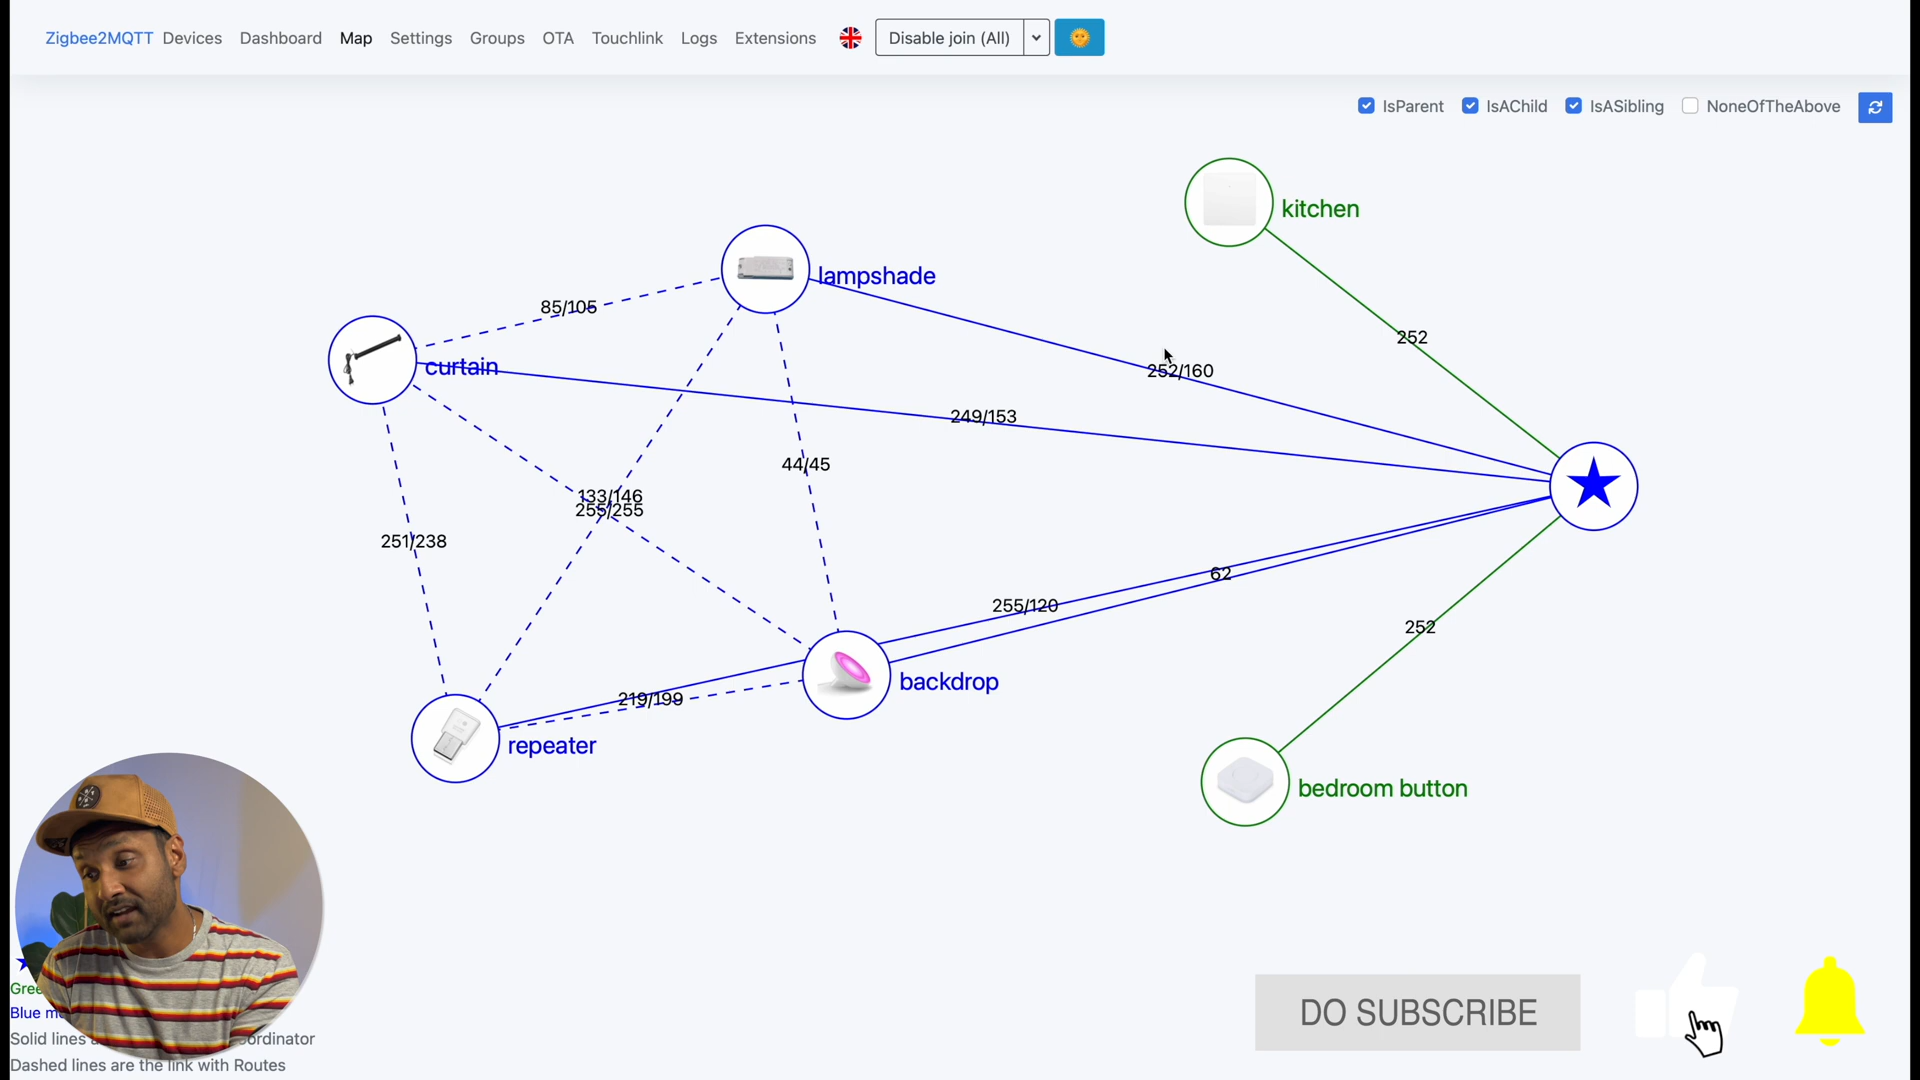 Zigbee2MQTT Devices Dashboard Map Settings Groups OTA Touchlink Logs Extensions Disable join (All)
IsParent IsAChild IsASibling NoneOfTheAbove
kitchen
lampshade
85/105
252
curtain
252/160
249/153
44/45
133/146
255/255
251/238
62
255/120
252
backdrop
219/199
repeater
bedroom button
Blue
Solid lines
Dashed lines are the link with Routes
DO SUBSCRIBE